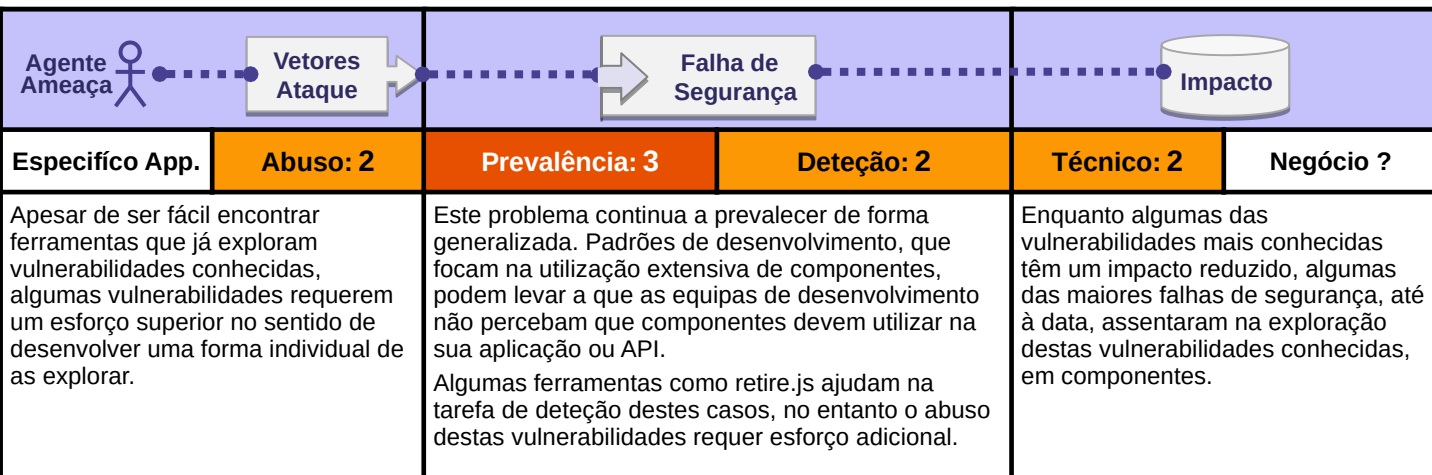 Agente
Ameaça
Vetores
Ataque
Falha de
Segurança
Impacto
Especifíco App.
Abuso: 2
Prevalência: 3
Deteção: 2
Técnico: 2
Negócio ?
Apesar de ser fácil encontrar
ferramentas que já exploram
vulnerabilidades conhecidas,
algumas vulnerabilidades requerem
um esforço superior no sentido de
desenvolver uma forma individual de
as explorar.
Este problema continua a prevalecer de forma
generalizada. Padrões de desenvolvimento, que
focam na utilização extensiva de componentes,
podem levar a que as equipas de desenvolvimento
não percebam que componentes devem utilizar na
sua aplicação ou API.
Algumas ferramentas como retire.js ajudam na
tarefa de deteção destes casos, no entanto o abuso
destas vulnerabilidades requer esforço adicional.
Enquanto algumas das
vulnerabilidades mais conhecidas
têm um impacto reduzido, algumas
das maiores falhas de segurança, até
à data, assentaram na exploração
destas vulnerabilidades conhecidas,
em componentes.